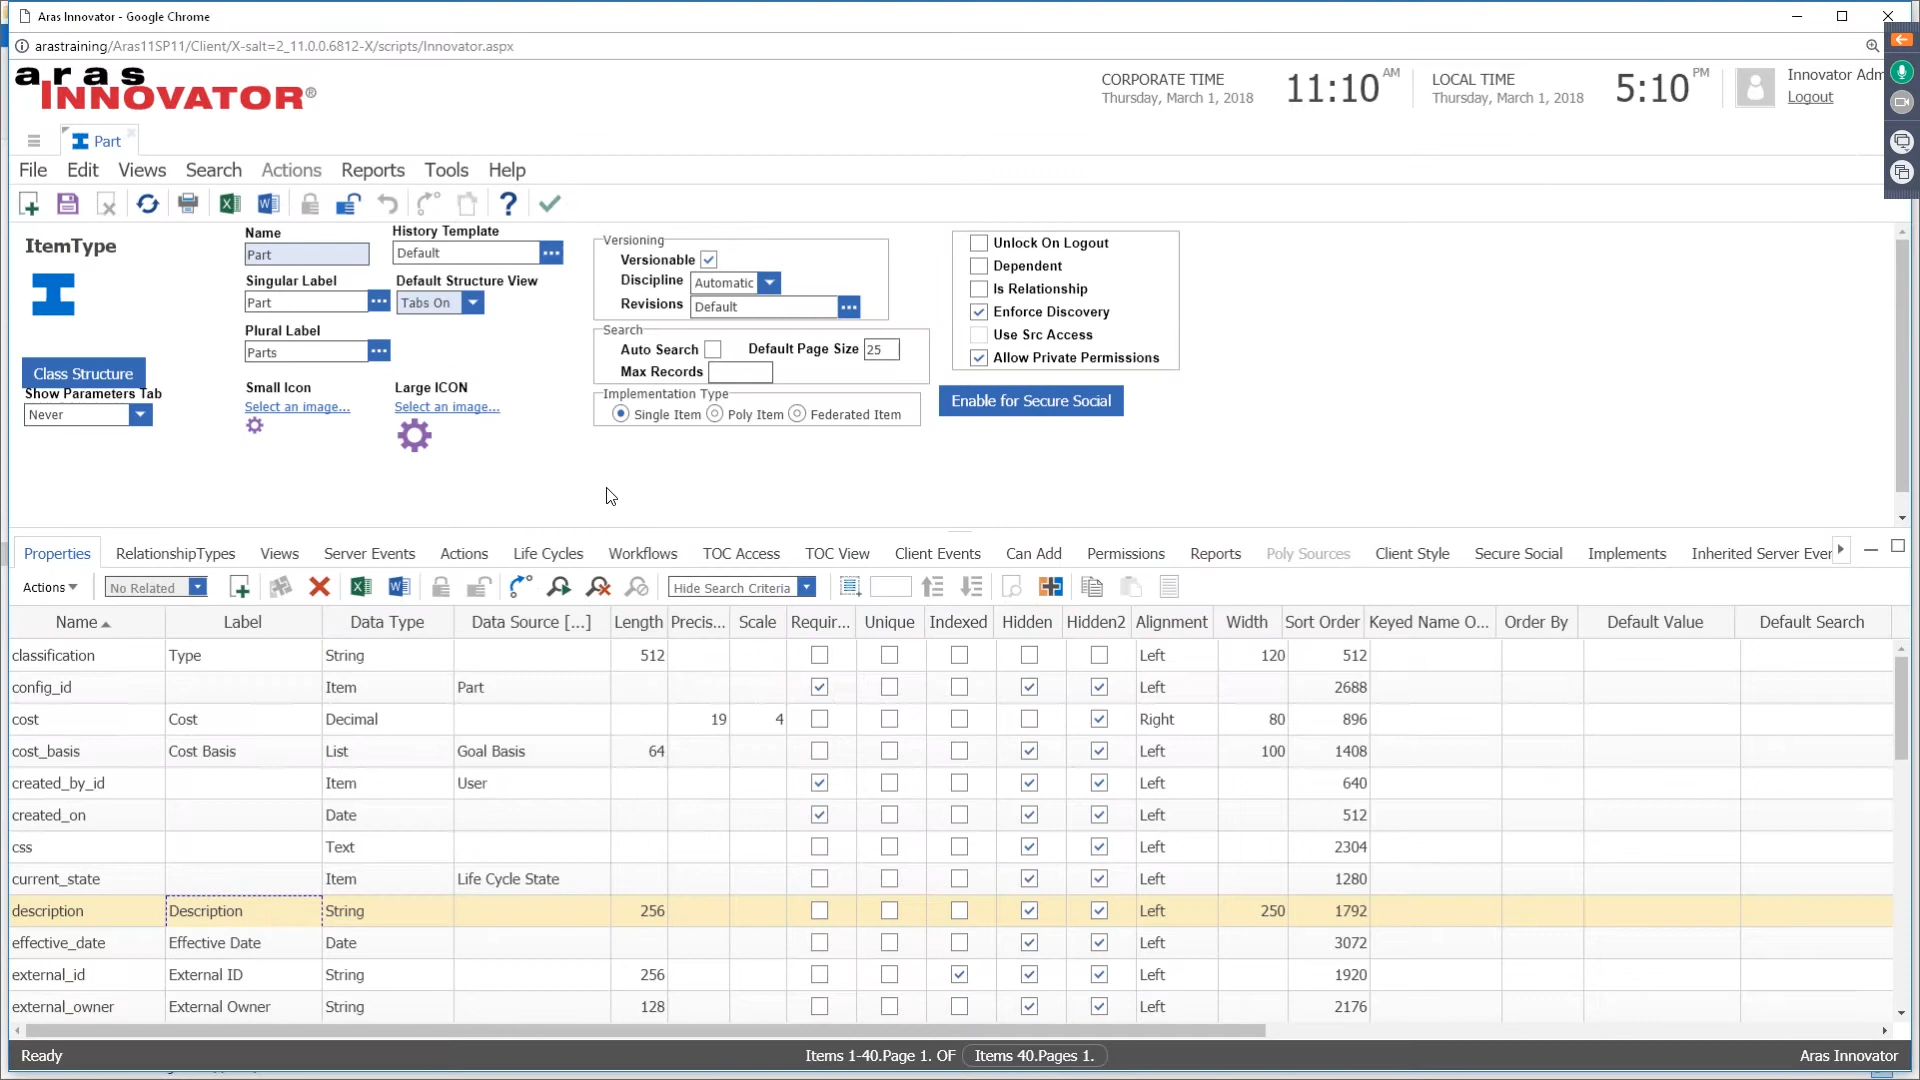 Aras Innovator - Google Chrome
arastraining/Aras11SP11/Client/X-salt=2_11.0.0.6812-X/scripts/Innovator.aspx
aras
INNOVATOR®
CORPORATE TIME
Thursday, March 1, 2018
11:10 AM
LOCAL TIME
Thursday, March 1, 2018
5:10 PM
Innovator Adm
Logout
Part
File Edit Views Search Actions Reports Tools Help
ItemType
Class Structure
Show Parameters Tab
Never
Name
Part
Singular Label
Part
Plural Label
Parts
Small Icon
Select an image...
History Template
Default
Default Structure View
Tabs On
Large ICON
Select an image...
Versioning
Versionable
Discipline Automatic
Revisions Default
Search
Auto Search Default Page Size 25
Max Records
Implementation Type
Single Item Poly Item Federated Item
Unlock On Logout
Dependent
Is Relationship
Enforce Discovery
Use Src Access
Allow Private Permissions
Enable for Secure Social
Properties RelationshipTypes Views Server Events Actions Life Cycles Workflows TOC Access TOC View Client Events Can Add Permissions Reports Poly Sources Client Style Secure Social Implements Inherited Server Ever
Actions No Related Hide Search Criteria
Name Label Data Type Data Source [...] Length Precis... Scale Requir... Unique Indexed Hidden Hidden2 Alignment Width Sort Order Keyed Name O... Order By Default Value Default Search
classification Type String 512 Left 120 512
config_id Item Part Left 2688
cost Cost Decimal 19 4 Right 80 896
cost_basis Cost Basis List Goal Basis 64 Left 100 1408
created_by_id Item User Left 640
created_on Date Left 512
css Text Left 2304
current_state Item Life Cycle State Left 1280
description Description String 256 Left 250 1792
effective_date Effective Date Date Left 3072
external_id External ID String 256 Left 1920
external_owner External Owner String 128 Left 2176
Ready Items 1-40.Page 1. OF Items 40.Pages 1. Aras Innovator